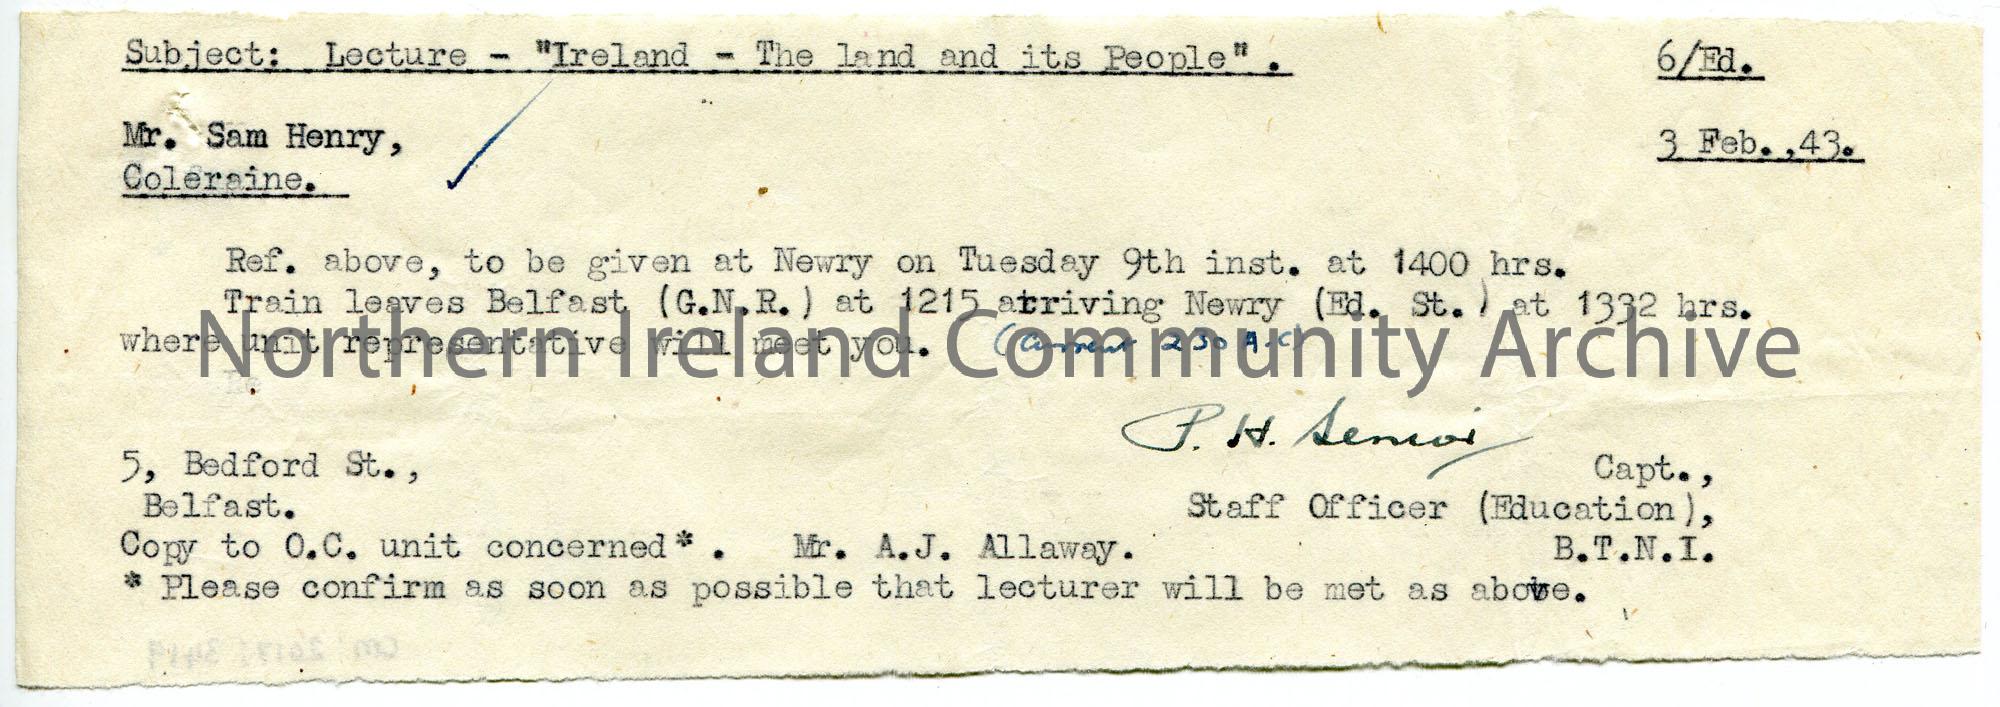 Subject: Lecture - "Ireland - The land and its People". 6/Ed.
Mr. Sam Henry, 3 Feb.,43.
Coleraine.
Ref. above, to be given at Newry on Tuesday 9th inst. at 1400 hrs.
Train leaves Belfast (G.N.R.) at 1215 arriving Newry (Ed. St.) at 1332 hrs.
where unit representative will meet you. 230
Northern Ireland Community Archive
Re
P. H. Senior
5, Bedford St., Capt.,
Belfast. Staff Officer (Education),
Copy to O.C. unit concerned*. Mr. A.J. Allaway. B.T.N.I.
* Please confirm as soon as possible that lecturer will be met as above.